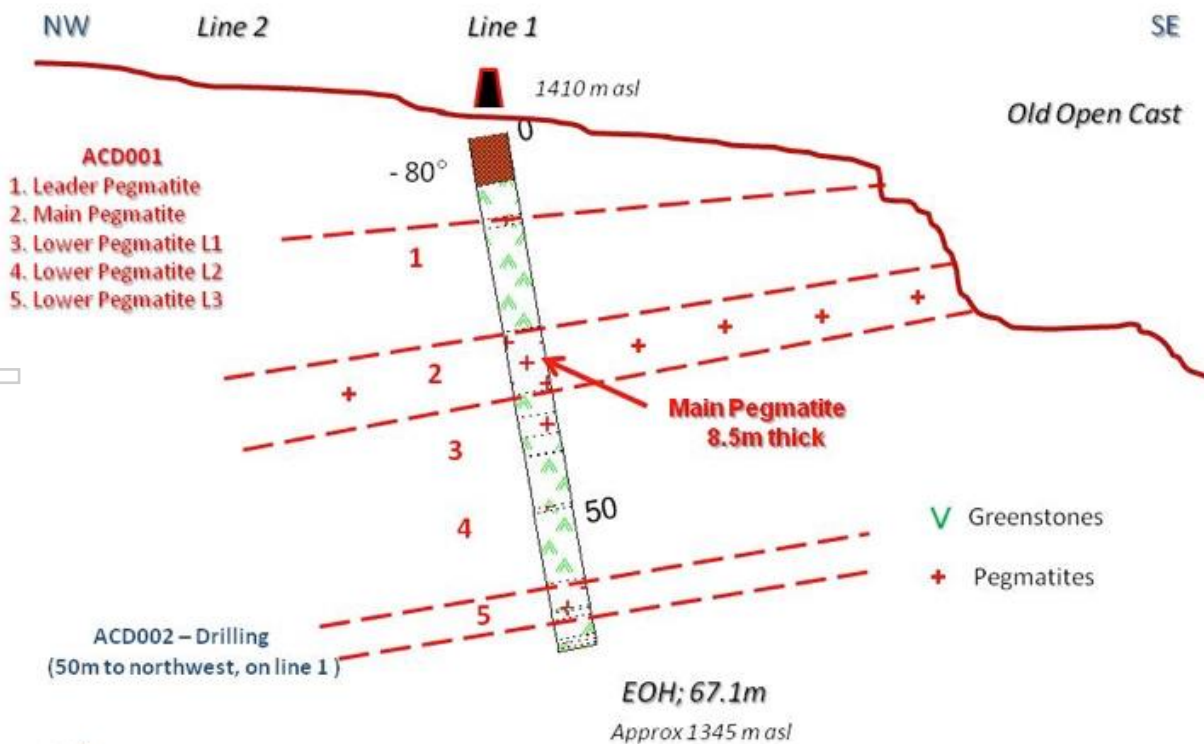 NW
Line 2
Line 1
SE
1410 m asl
Old Open Cast
0
- 80°
ACD001
1. Leader Pegmatite
2. Main Pegmatite
3. Lower Pegmatite L1
4. Lower Pegmatite L2
5. Lower Pegmatite L3
1
2
Main Pegmatite
8.5m thick
3
50
4
Greenstones
Pegmatites
5
ACD002 – Drilling
(50m to northwest, on line 1 )
EOH; 67.1m
Approx 1345 m asl